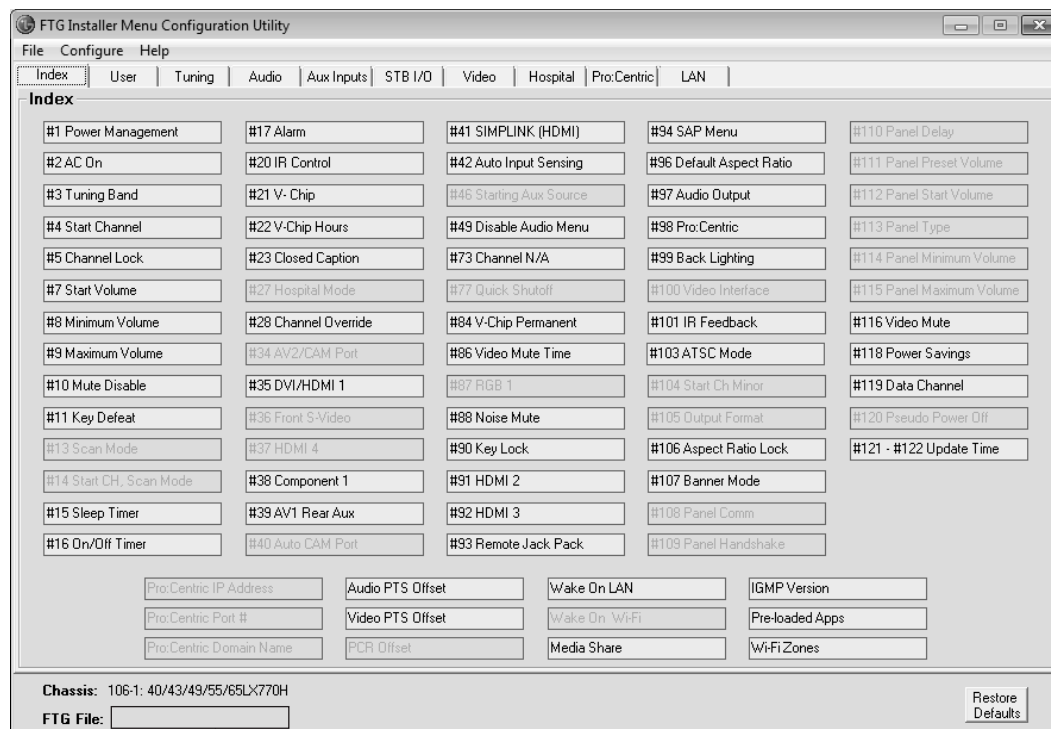 FTG Installer Menu Configuration Utility
File Configure Help
Index User Tuning Audio Aux Inputs STB I/O Video Hospital Pro:Centric LAN
Index
#1 Power Management #17 Alarm #41 SIMPLINK (HDMI) #94 SAP Menu #110 Panel Delay
#2 AC On #20 IR Control #42 Auto Input Sensing #96 Default Aspect Ratio #111 Panel Preset Volume
#3 Tuning Band #21 V- Chip #46 Starting Aux Source #97 Audio Output #112 Panel Start Volume
#4 Start Channel #22 V-Chip Hours #49 Disable Audio Menu #98 Pro:Centric #113 Panel Type
#5 Channel Lock #23 Closed Caption #73 Channel N/A #99 Back Lighting #114 Panel Minimum Volume
#7 Start Volume #27 Hospital Mode #77 Quick Shutoff #100 Video Interface #115 Panel Maximum Volume
#8 Minimum Volume #28 Channel Override #84 V-Chip Permanent #101 IR Feedback #116 Video Mute
#9 Maximum Volume #34 AV2/CAM Port #86 Video Mute Time #103 ATSC Mode #118 Power Savings
#10 Mute Disable #35 DVI/HDMI 1 #87 RGB 1 #104 Start Ch Minor #119 Data Channel
#11 Key Defeat #36 Front S-Video #88 Noise Mute #105 Output Format #120 Pseudo Power Off
#13 Scan Mode #37 HDMI 4 #90 Key Lock #106 Aspect Ratio Lock #121 - #122 Update Time
#14 Start CH, Scan Mode #38 Component 1 #91 HDMI 2 #107 Banner Mode
#15 Sleep Timer #39 AV1 Rear Aux #92 HDMI 3 #108 Panel Comm
#16 On/Off Timer #40 Auto CAM Port #93 Remote Jack Pack #109 Panel Handshake
Pro:Centric IP Address Audio PTS Offset Wake On LAN IGMP Version
Pro:Centric Port # Video PTS Offset Wake On Wi-Fi Pre-loaded Apps
Pro:Centric Domain Name PCR Offset Media Share Wi-Fi Zones
Chassis: 106-1: 40/43/49/55/65LX770H
FTG File:
Restore
Defaults